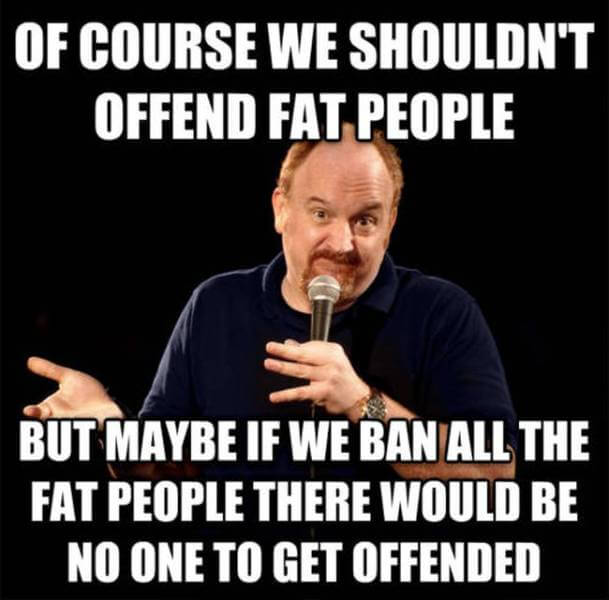 OF COURSE WE SHOULDN'T
OFFEND FAT PEOPLE
BUT MAYBE IF WE BAN ALL THE
FAT PEOPLE THERE WOULD BE
NO ONE TO GET OFFENDED